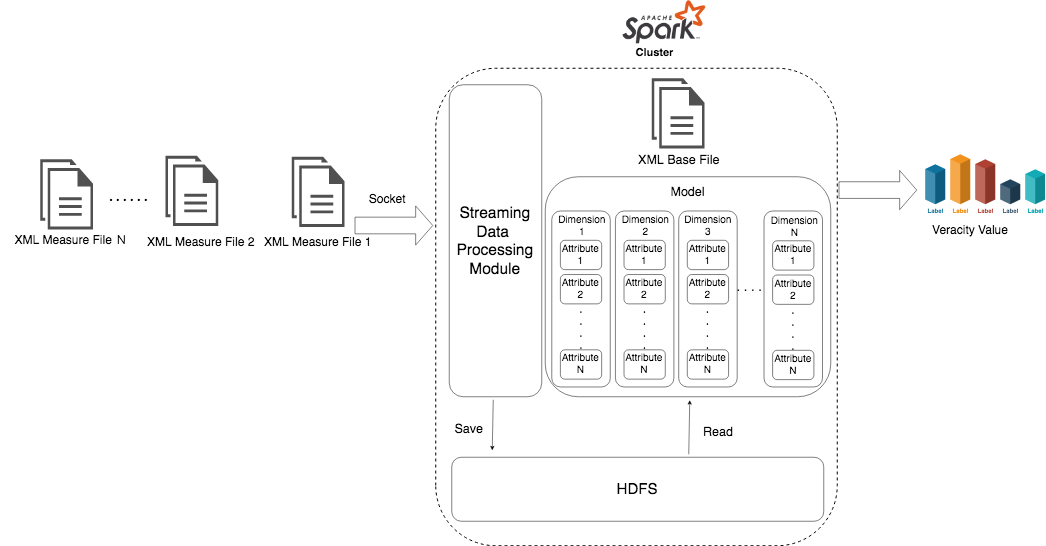 APACHE
Spark
Cluster
XML Base File
XML Measure File N
......
XML Measure File 2
XML Measure File 1
Socket
Streaming
Data
Processing
Module
Model
Dimension
1
Attribute
1
Attribute
2
Attribute
N
Dimension
2
Attribute
1
Attribute
2
Attribute
N
Dimension
3
Attribute
1
Attribute
2
Attribute
N
....
Dimension
N
Attribute
1
Attribute
2
Attribute
N
Label
Label
Label
Label
Label
Veracity Value
Save
Read
HDFS